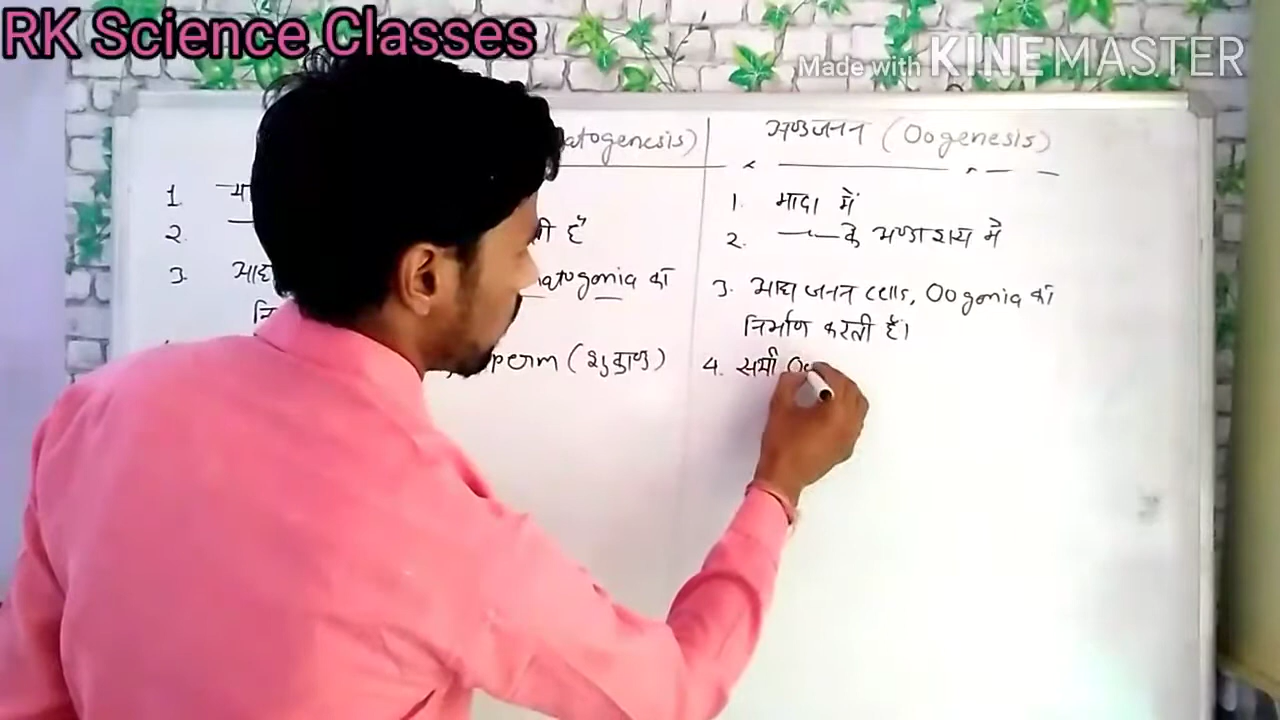 RK Science Classes
Made with KINEMASTER
atogenesis)
1.
2. ी है
3. आद्य atogonia का
perm (शुक्राणु)
अण्डजनन (Oogenesis)
1. मादा में
2. के अण्डाशय में
3. आद्य जनन cells, Oogonia का
निर्माण करती हैं।
4. सभी Oo